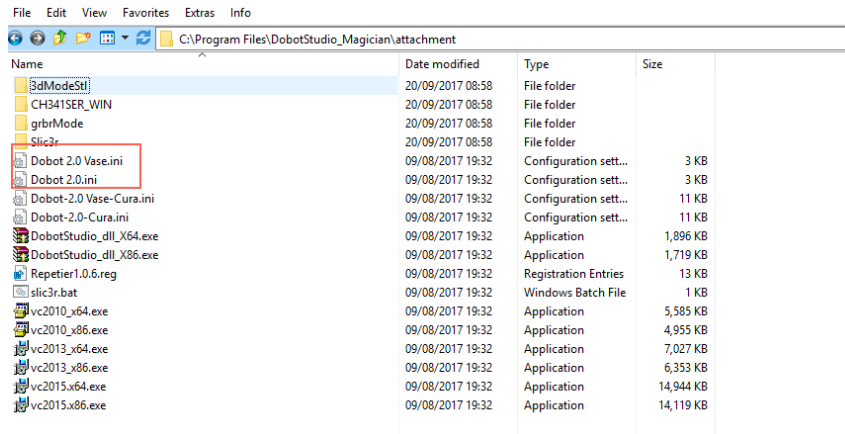 File Edit View Favorites Extras Info
C:\Program Files\DobotStudio_Magician\attachment
Name Date modified Type Size
3dModeStl 20/09/2017 08:58 File folder
CH341SER_WIN 20/09/2017 08:58 File folder
grbrMode 20/09/2017 08:58 File folder
Slic3r 20/09/2017 08:58 File folder
Dobot 2.0 Vase.ini 09/08/2017 19:32 Configuration sett... 3 KB
Dobot 2.0.ini 09/08/2017 19:32 Configuration sett... 3 KB
Dobot-2.0 Vase-Cura.ini 09/08/2017 19:32 Configuration sett... 11 KB
Dobot-2.0-Cura.ini 09/08/2017 19:32 Configuration sett... 11 KB
DobotStudio_dll_X64.exe 09/08/2017 19:32 Application 1,896 KB
DobotStudio_dll_X86.exe 09/08/2017 19:32 Application 1,719 KB
Repetier1.0.6.reg 09/08/2017 19:32 Registration Entries 13 KB
slic3r.bat 09/08/2017 19:32 Windows Batch File 1 KB
vc2010_x64.exe 09/08/2017 19:32 Application 5,585 KB
vc2010_x86.exe 09/08/2017 19:32 Application 4,955 KB
vc2013_x64.exe 09/08/2017 19:32 Application 7,027 KB
vc2013_x86.exe 09/08/2017 19:32 Application 6,353 KB
vc2015.x64.exe 09/08/2017 19:32 Application 14,944 KB
vc2015.x86.exe 09/08/2017 19:32 Application 14,119 KB